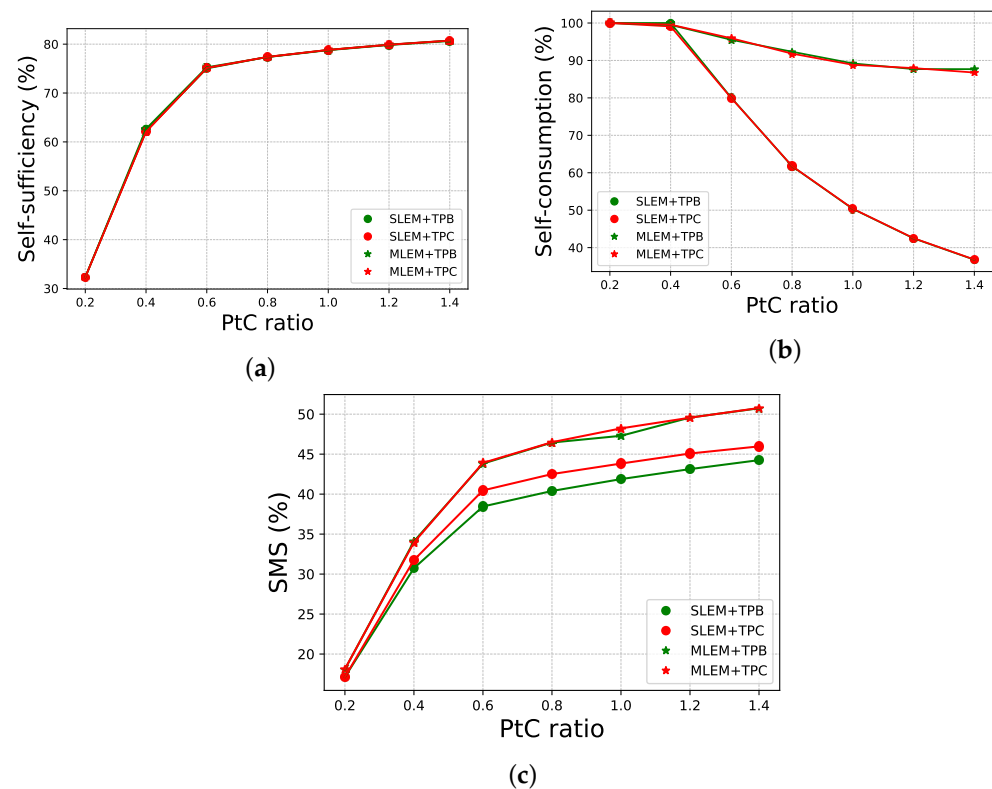 80
70
60
50
40
30
Self-sufficiency (%)
SLEM+TPB
SLEM+TPC
MLEM+TPB
MLEM+TPC
0.2 0.4 0.6 0.8 1.0 1.2 1.4
PtC ratio
(a)
100
90
80
70
60
50
40
Self-consumption (%)
SLEM+TPB
SLEM+TPC
MLEM+TPB
MLEM+TPC
0.2 0.4 0.6 0.8 1.0 1.2 1.4
PtC ratio
(b)
50
45
40
35
30
25
20
SMS (%)
SLEM+TPB
SLEM+TPC
MLEM+TPB
MLEM+TPC
0.2 0.4 0.6 0.8 1.0 1.2 1.4
PtC ratio
(c)